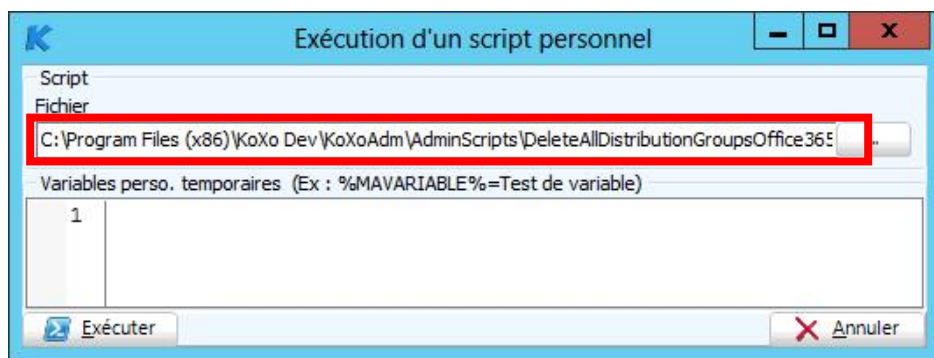 Exécution d'un script personnel
Script
Fichier
C:\Program Files (x86)\KoXo Dev\KoXoAdm\AdminScripts\DeleteAllDistributionGroupsOffice365
Variables perso. temporaires (Ex : %MAVARIABLE%=Test de variable)
1
Exécuter
Annuler